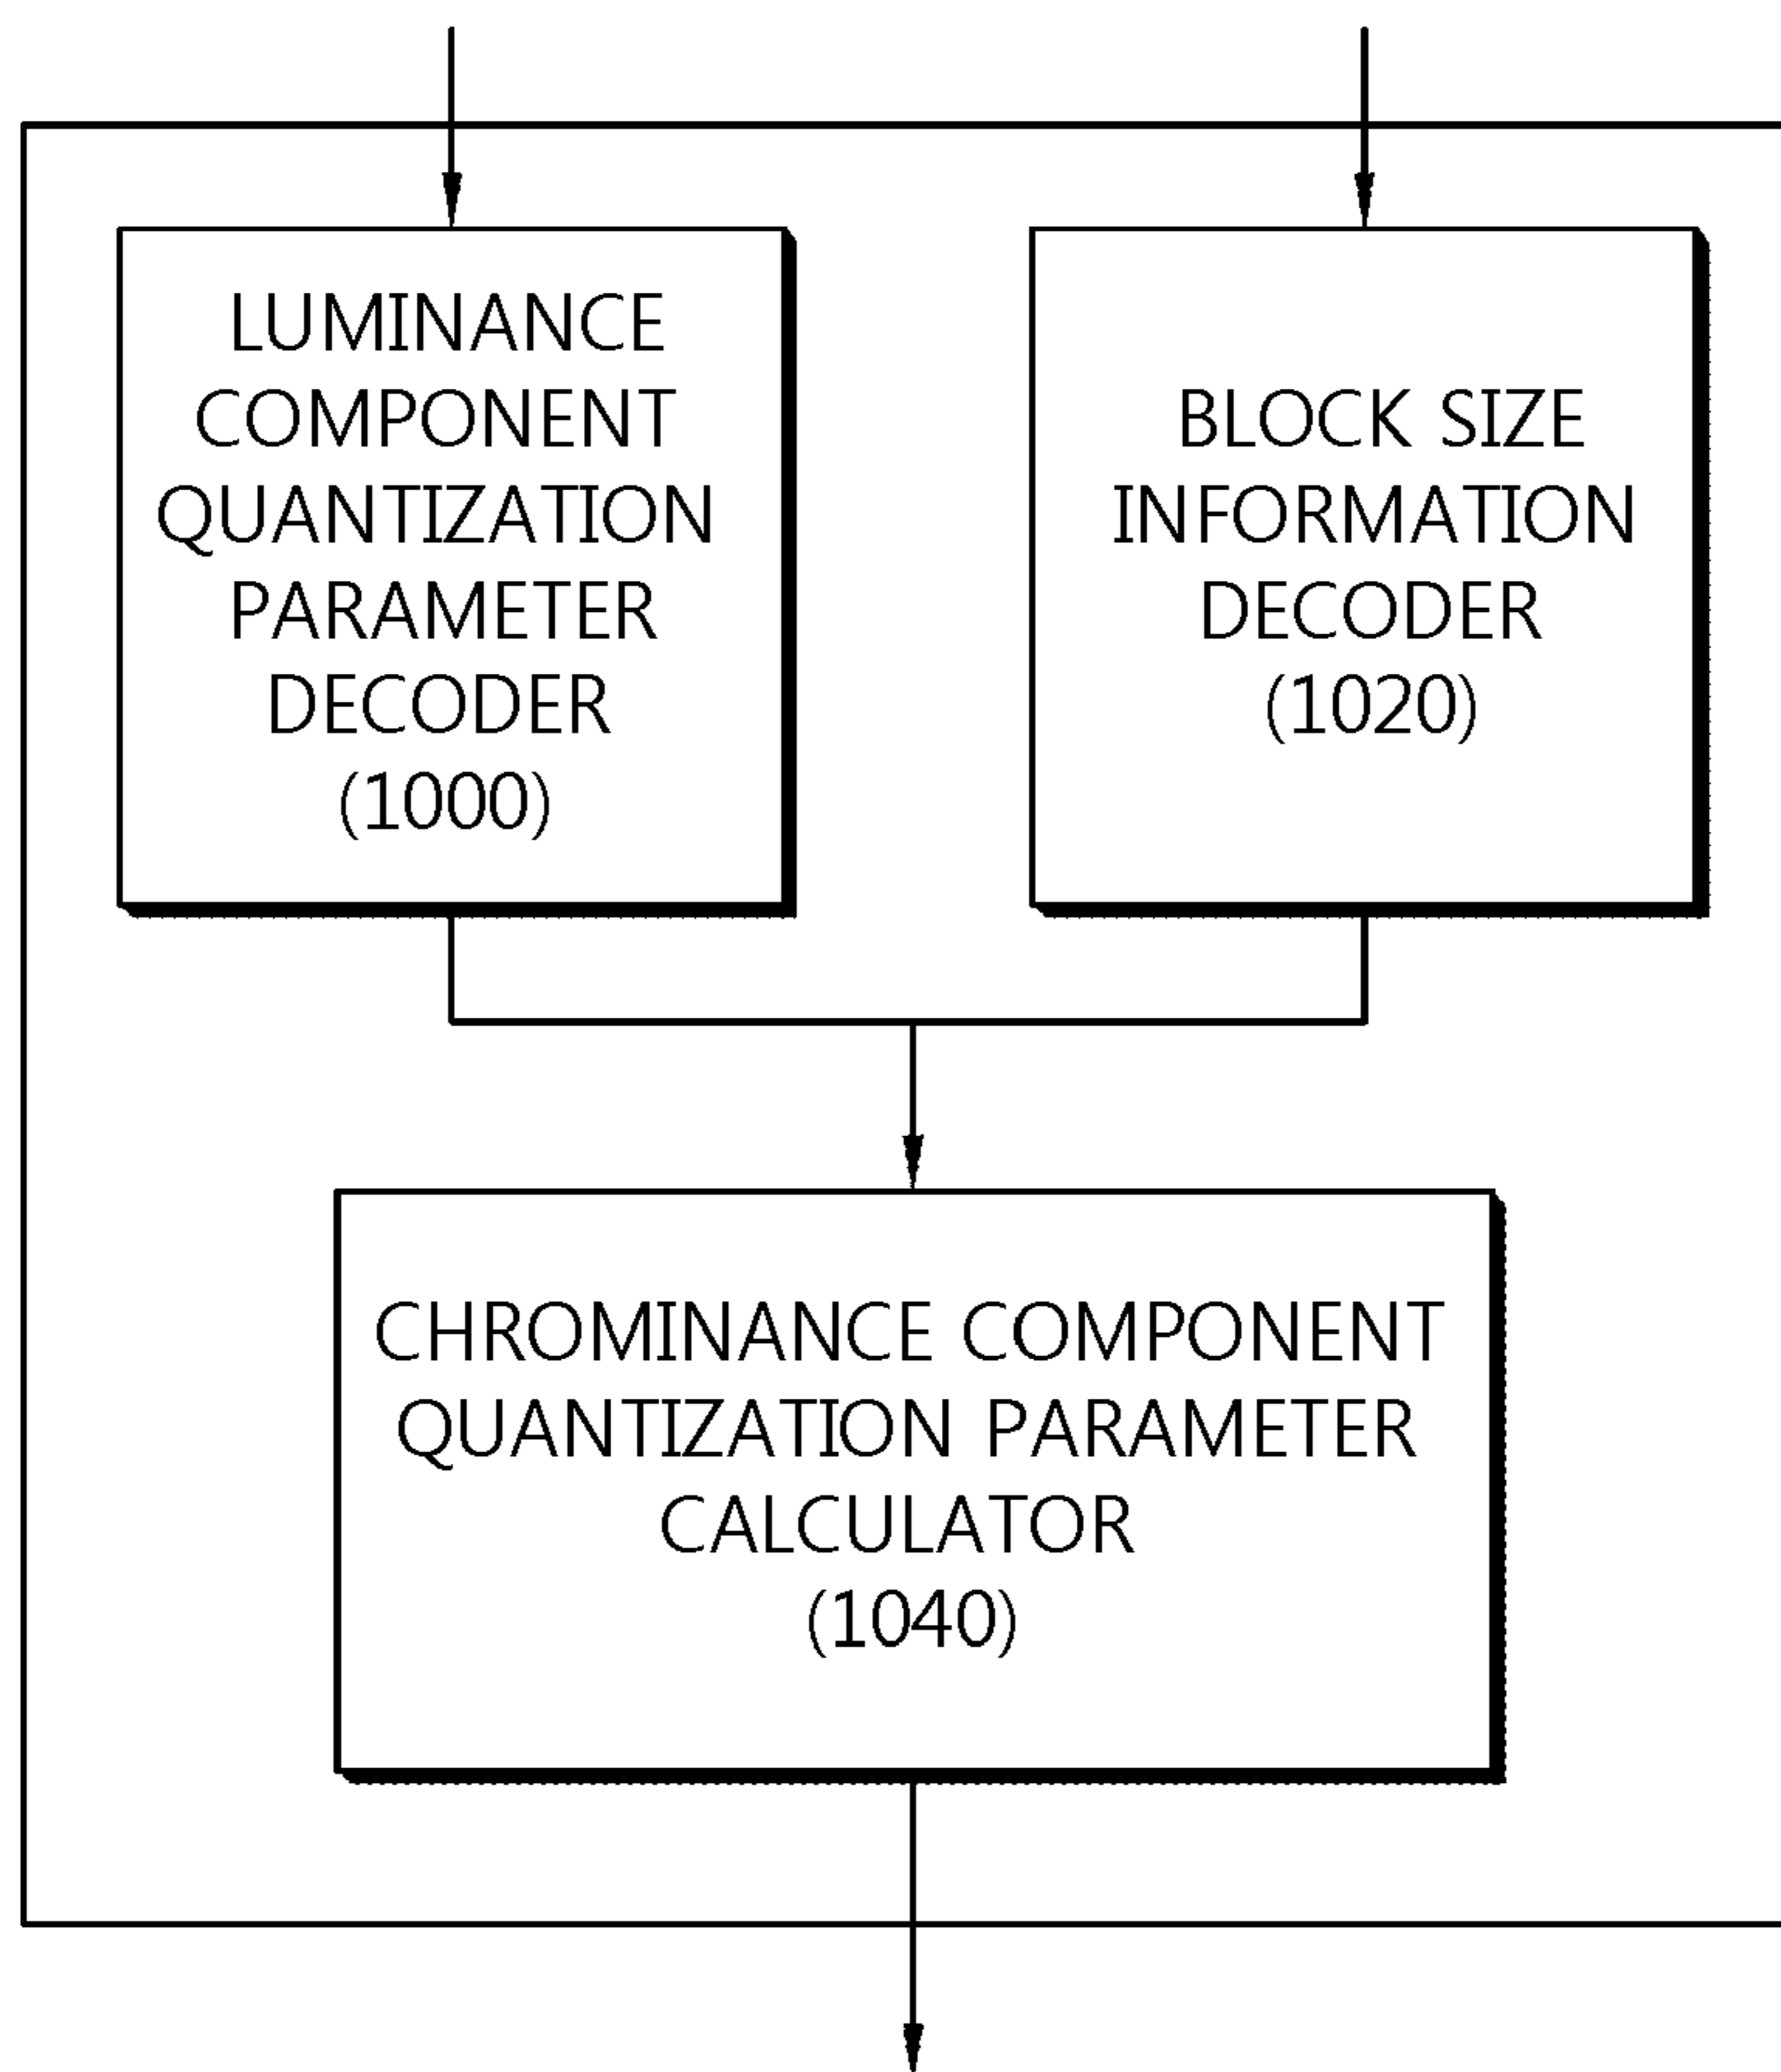 LUMINANCE
COMPONENT
QUANTIZATION
PARAMETER
DECODER
(1000)
BLOCK SIZE
INFORMATION
DECODER
(1020)
CHROMINANCE COMPONENT
QUANTIZATION PARAMETER
CALCULATOR
(1040)